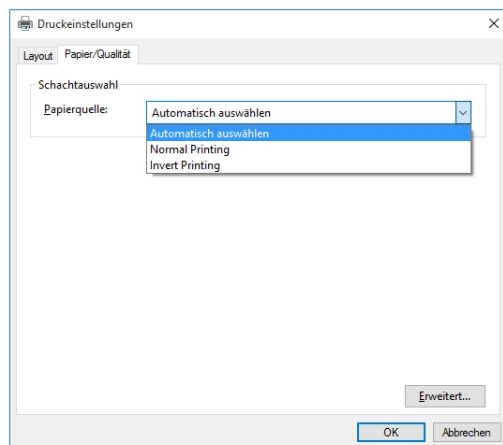 Druckeinstellungen
Layout Papier/Qualität
Schachtauswahl
Papierquelle: Automatisch auswählen
Automatisch auswählen
Normal Printing
Invert Printing
Erweitert...
OK Abbrechen